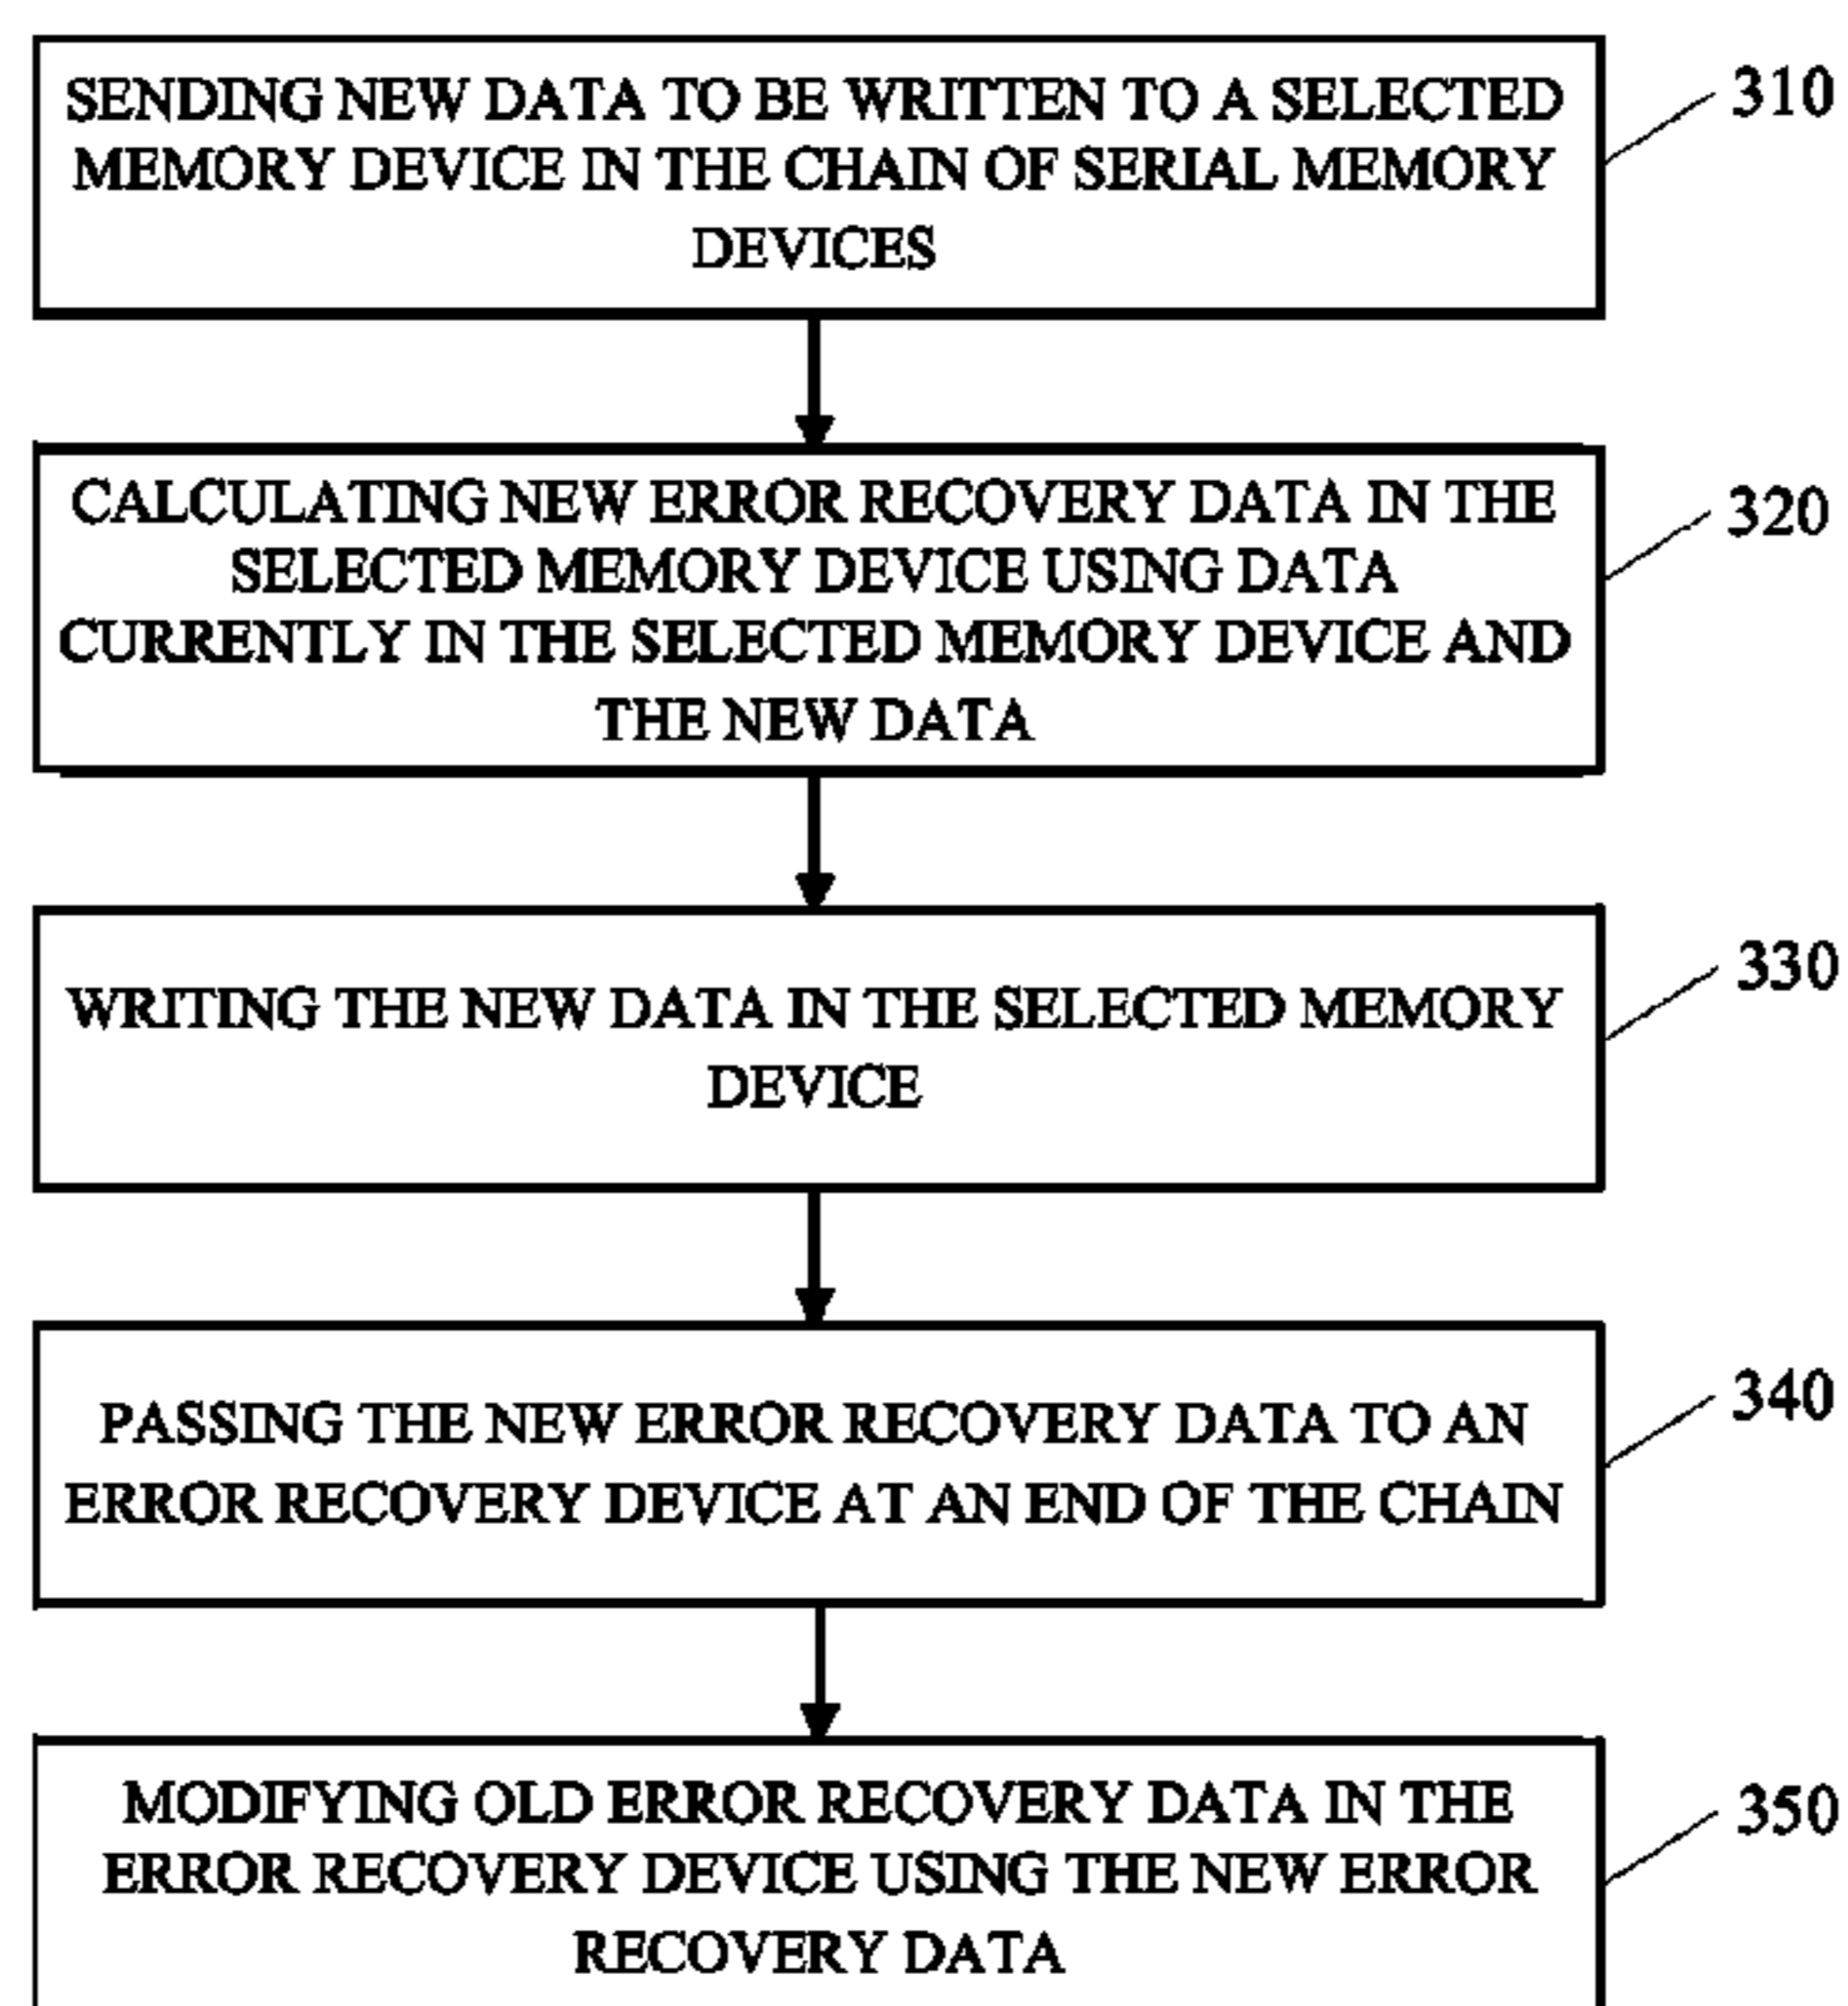 SENDING NEW DATA TO BE WRITTEN TO A SELECTED
MEMORY DEVICE IN THE CHAIN OF SERIAL MEMORY
DEVICES
310
CALCULATING NEW ERROR RECOVERY DATA IN THE
SELECTED MEMORY DEVICE USING DATA
CURRENTLY IN THE SELECTED MEMORY DEVICE AND
THE NEW DATA
320
WRITING THE NEW DATA IN THE SELECTED MEMORY
DEVICE
330
PASSING THE NEW ERROR RECOVERY DATA TO AN
ERROR RECOVERY DEVICE AT AN END OF THE CHAIN
340
MODIFYING OLD ERROR RECOVERY DATA IN THE
ERROR RECOVERY DEVICE USING THE NEW ERROR
RECOVERY DATA
350